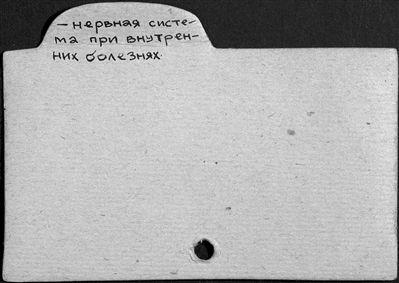 — нервная систе-
ма при внутрен-
них болезнях.